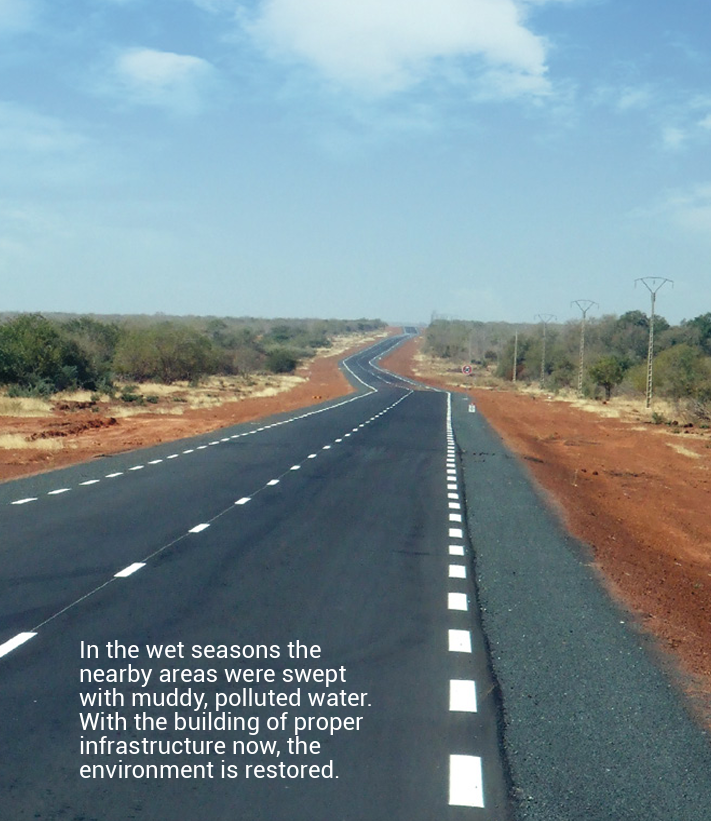 In the wet seasons the
nearby areas were swept
with muddy, polluted water.
With the building of proper
infrastructure now, the
environment is restored.